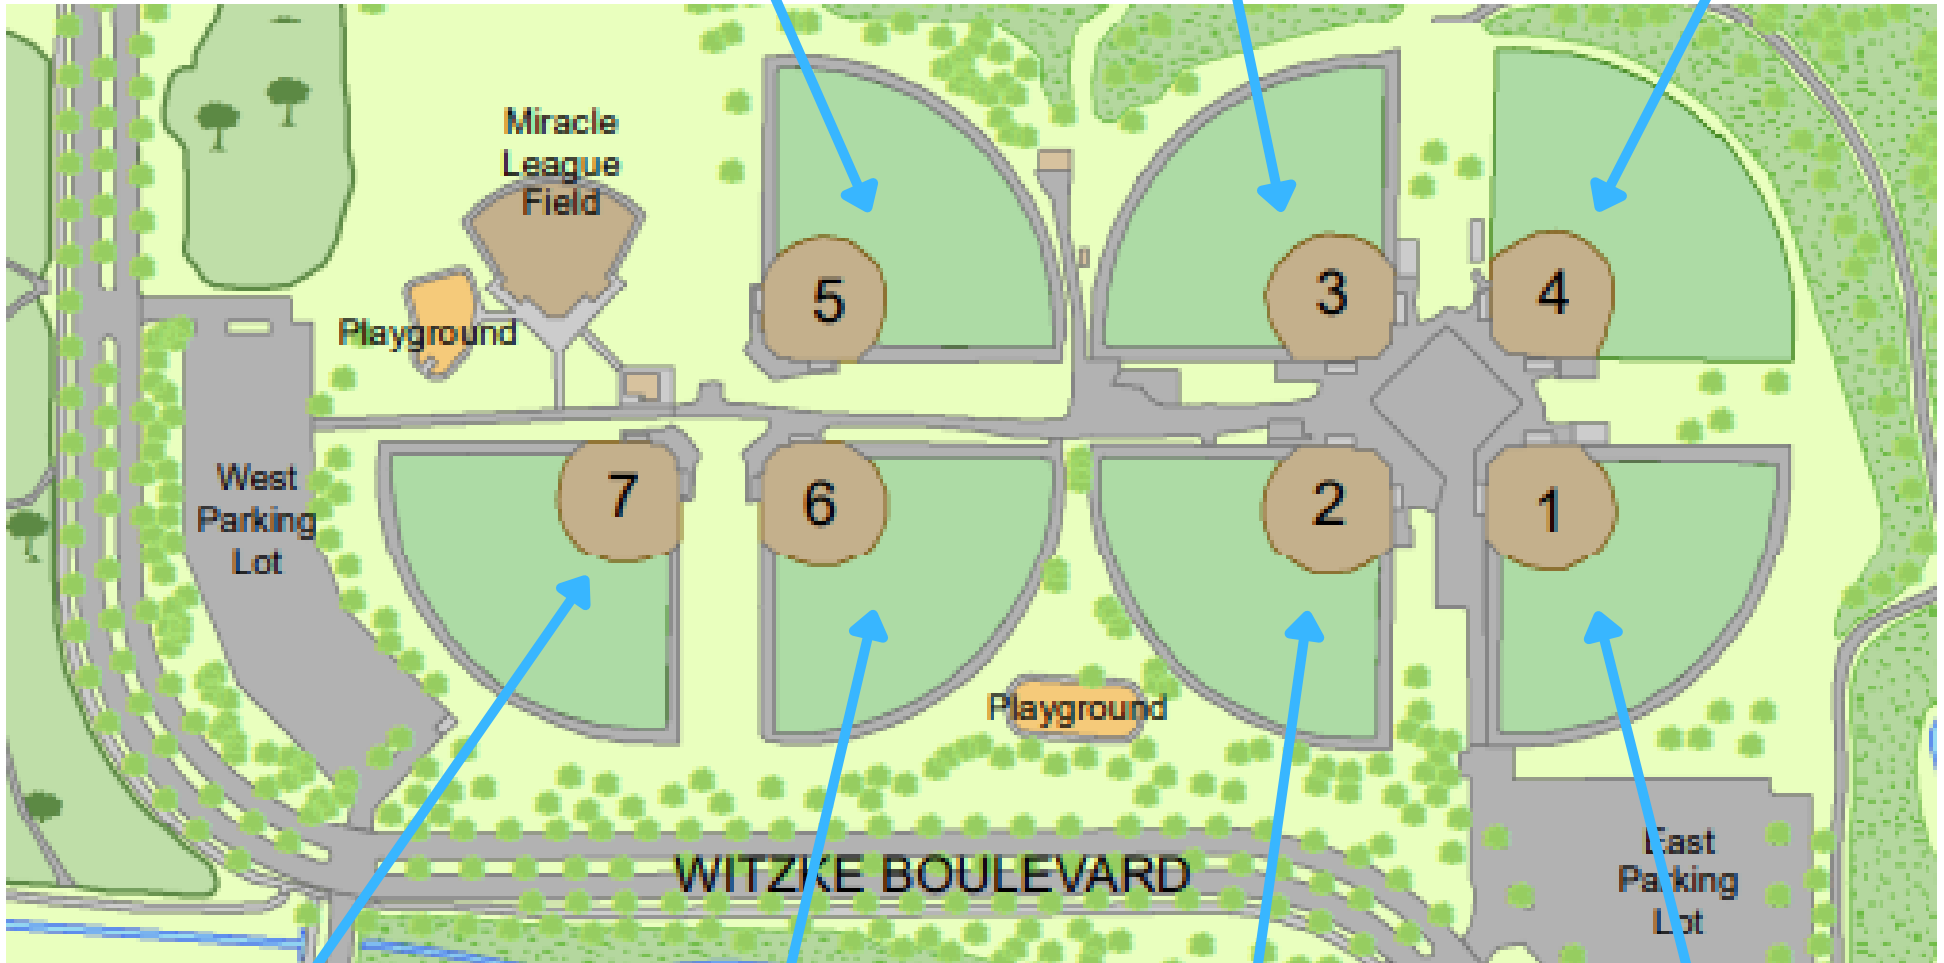 Miracle
League
Field
5
3
4
Playground
West
Parking
Lot
7
6
2
1
Playground
WITZKE BOULEVARD
East
Parking
Lot